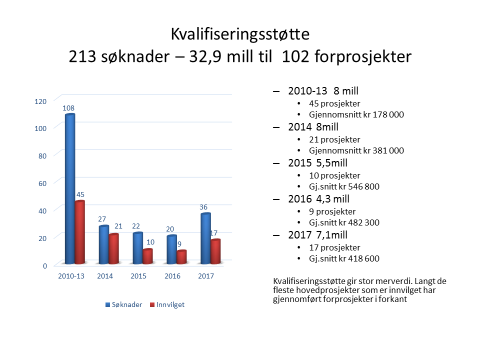 Kvalifiseringsstøtte
213 søknader – 32,9 mill til 102 forprosjekter
120
100
80
60
40
20
0
108
45
27
21
22
10
20
9
36
17
2010-13
2014
2015
2016
2017
Søknader
Innvilget
– 2010-13 8 mill
• 45 prosjekter
• Gjennomsnitt kr 178 000
– 2014 8mill
• 21 prosjekter
• Gjennomsnitt kr 381 000
– 2015 5,5mill
• 10 prosjekter
• Gj.snitt kr 546 800
– 2016 4,3 mill
• 9 prosjekter
• Gj.snitt kr 482 300
– 2017 7,1mill
• 17 prosjekter
• Gj.snitt kr 418 600
Kvalifiseringsstøtte gir stor merverdi. Langt de
fleste hovedprosjekter som er innvilget har
gjennomført forprosjekter i forkant